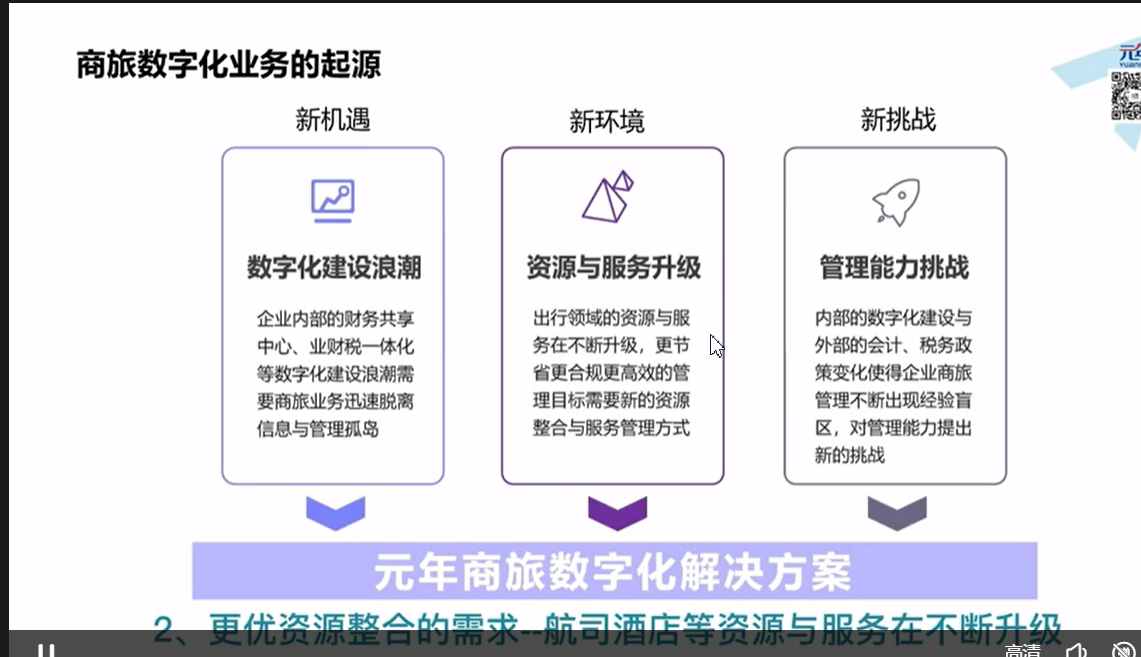 商旅数字化业务的起源
新机遇
数字化建设浪潮
企业内部的财务共享
中心、业财税一体化
等数字化建设浪潮需
要商旅业务迅速脱离
信息与管理孤岛
新环境
资源与服务升级
出行领域的资源与服
务在不断升级，更节
省更合规更高效的管
理目标需要新的资源
整合与服务管理方式
新挑战
管理能力挑战
内部的数字化建设与
外部的会计、税务政
策变化使得企业商旅
管理不断出现经验盲
区，对管理能力提出
新的挑战
元年商旅数字化解决方案
2、更优资源整合的需求--航司酒店等资源与服务在不断升级
高清